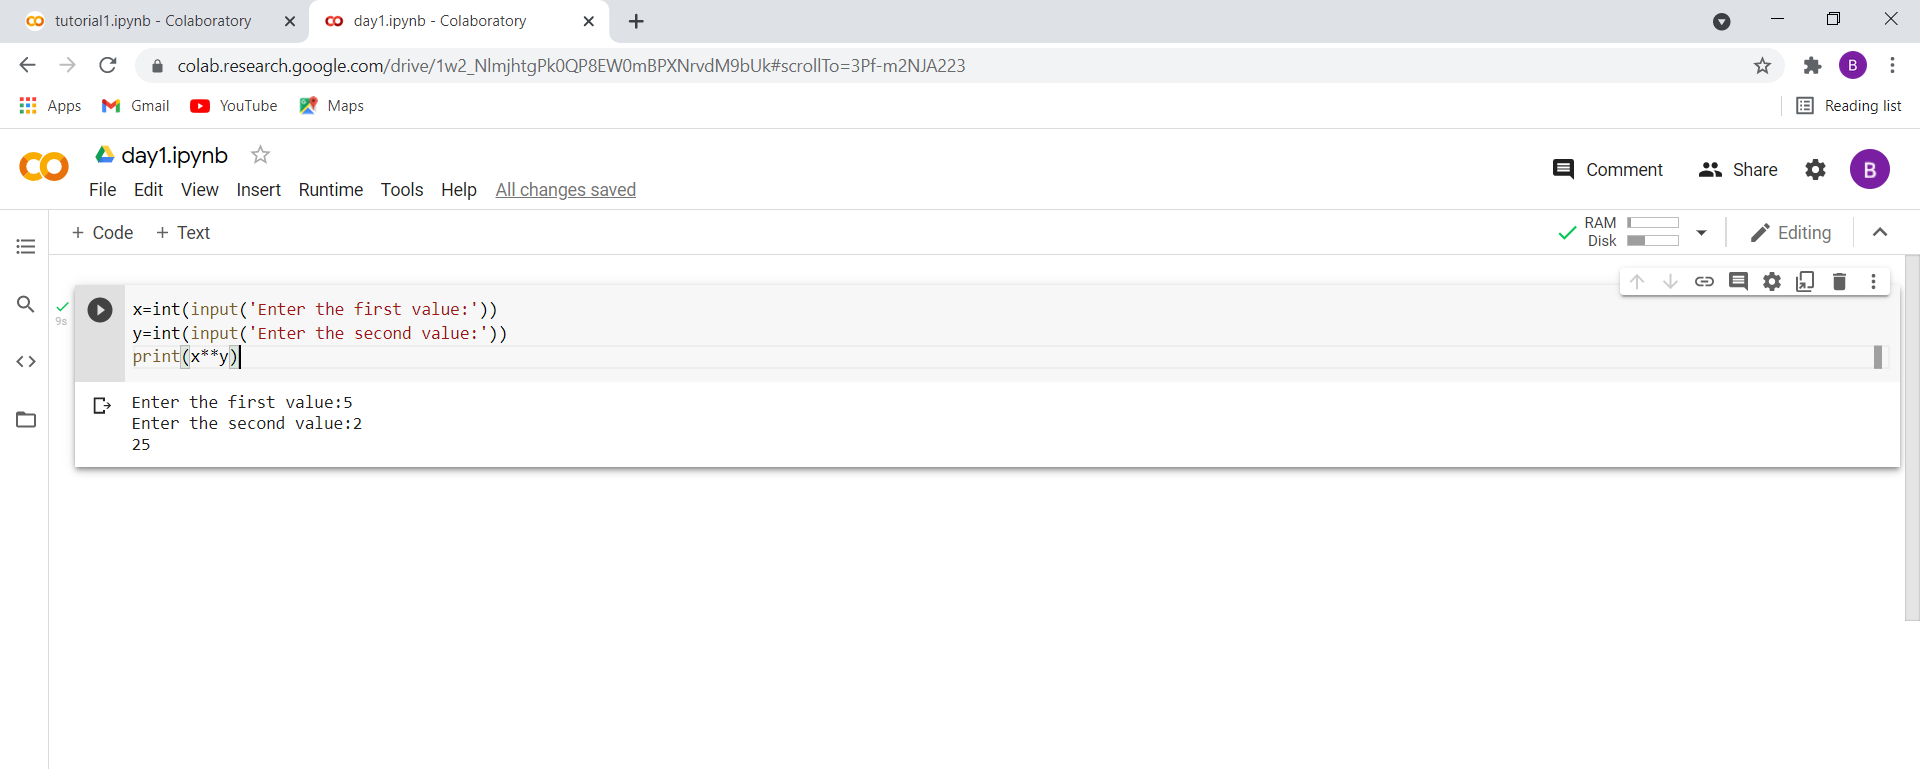 tutorial1.ipynb - Colaboratory
day1.ipynb - Colaboratory
colab.research.google.com/drive/1w2_NlmjhtgPk0QP8EW0mBPXNrvdM9bUk#scrollTo=3Pf-m2NJA223
B
Apps Gmail YouTube Maps Reading list
day1.ipynb
File Edit View Insert Runtime Tools Help All changes saved
Comment Share B
+ Code + Text
RAM
Disk
Editing
9s
x=int(input('Enter the first value:'))
y=int(input('Enter the second value:'))
print(x**y)
Enter the first value:5
Enter the second value:2
25